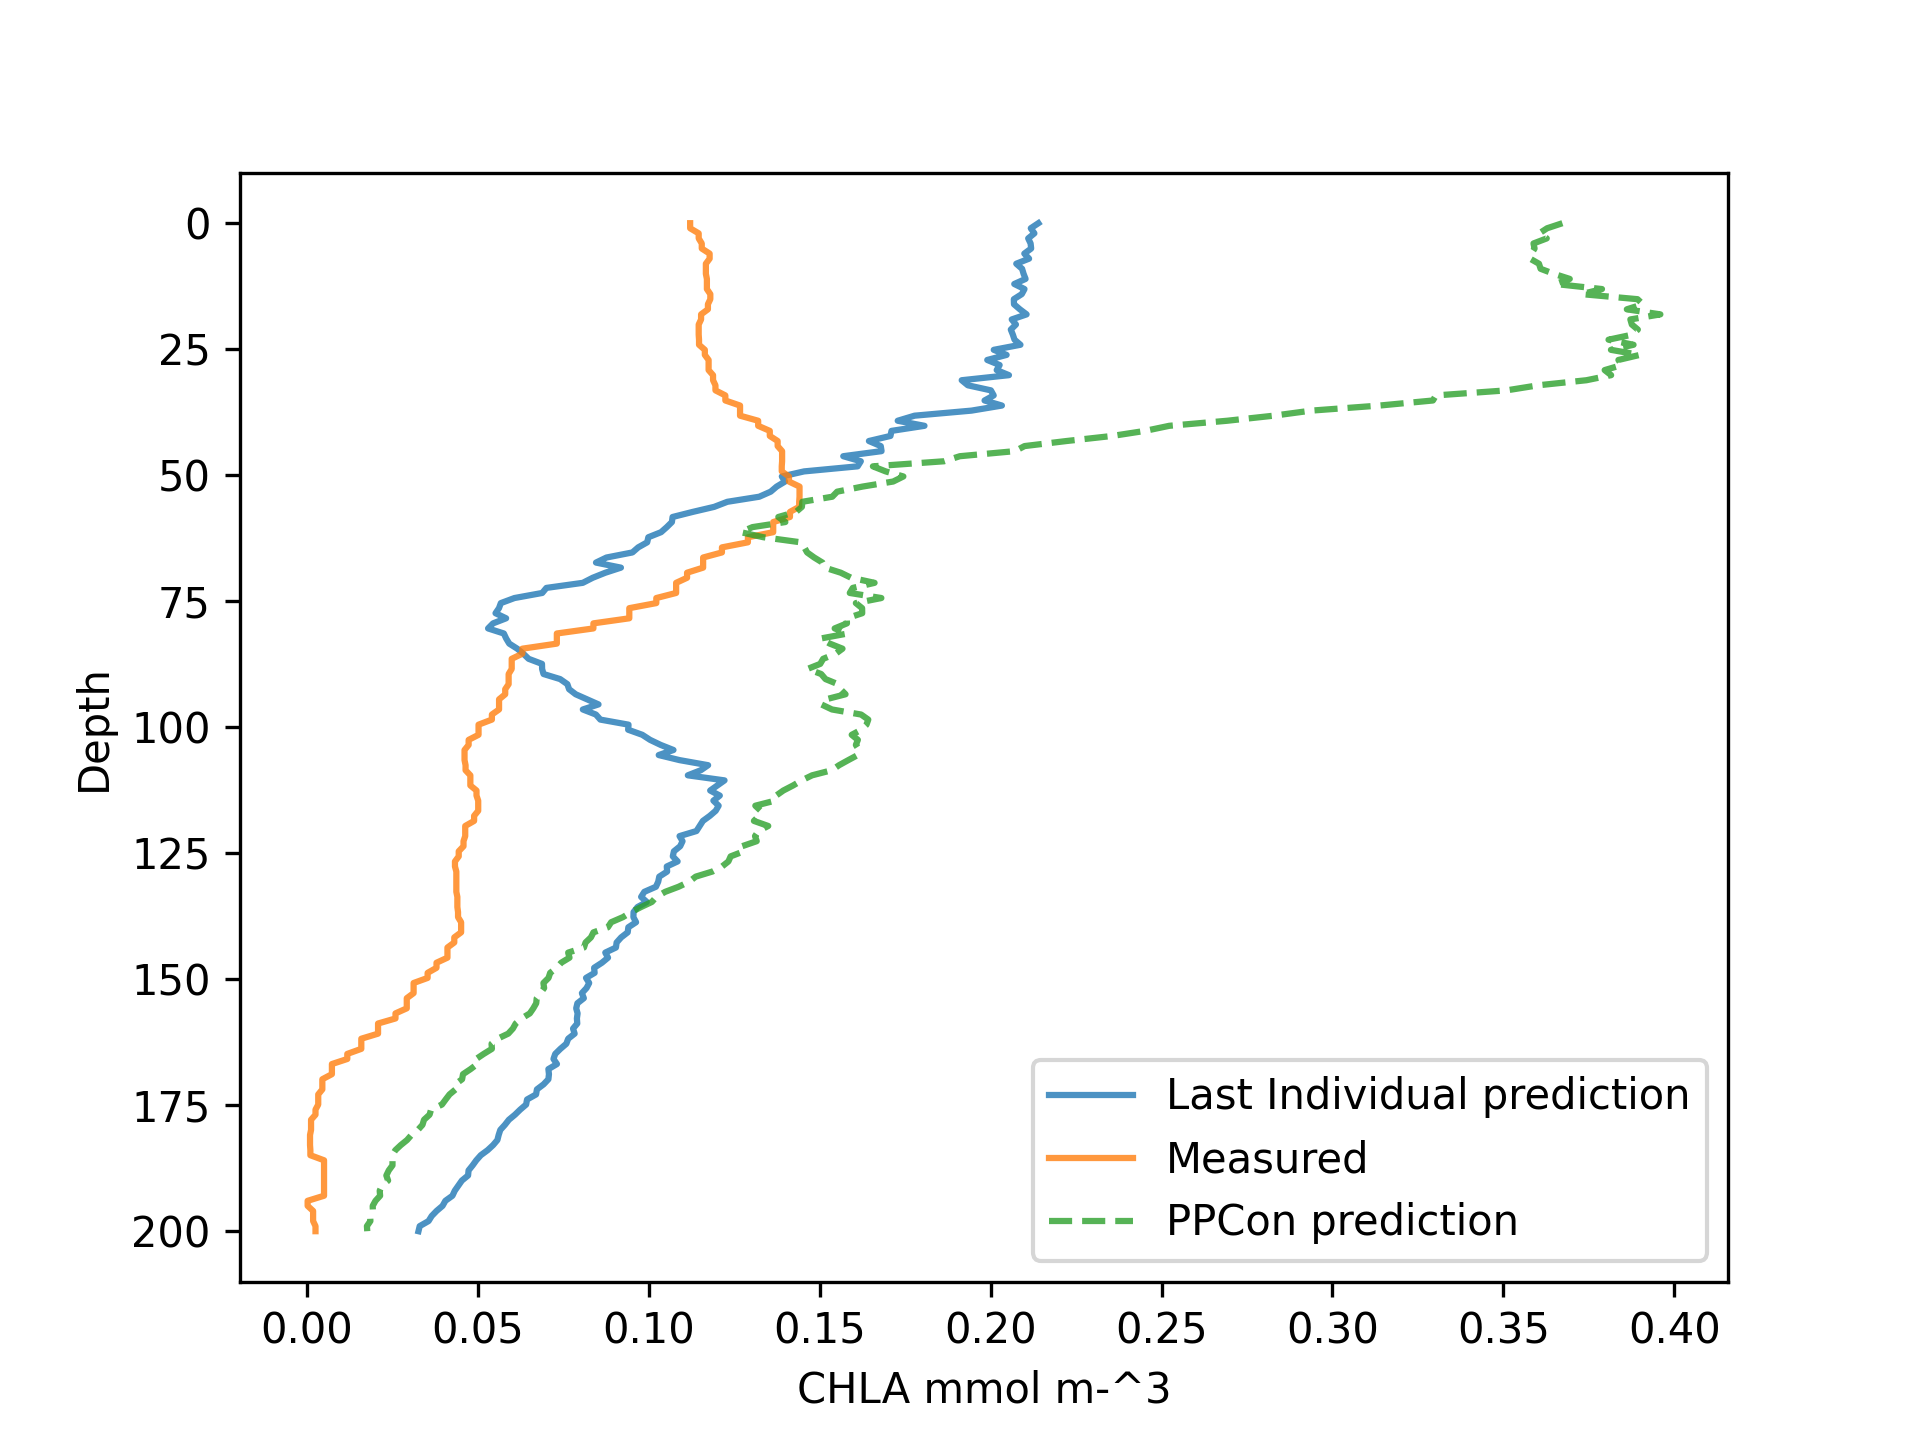 0
25
50
75
100
125
150
175
200
Depth
0.00 0.05 0.10 0.15 0.20 0.25 0.30 0.35 0.40
CHLA mmol m-^3
Last Individual prediction
Measured
PPCon prediction